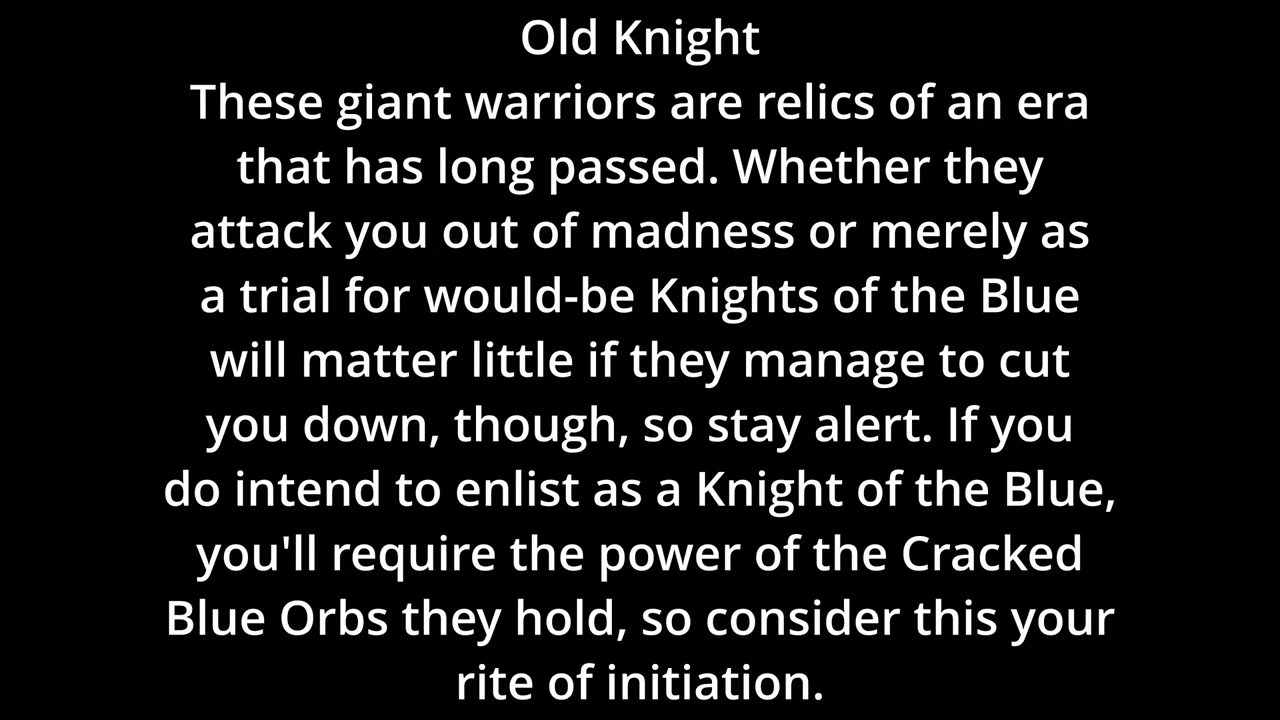 Old Knight
These giant warriors are relics of an era
that has long passed. Whether they
attack you out of madness or merely as
a trial for would-be Knights of the Blue
will matter little if they manage to cut
you down, though, so stay alert. If you
do intend to enlist as a Knight of the Blue,
you'll require the power of the Cracked
Blue Orbs they hold, so consider this your
rite of initiation.